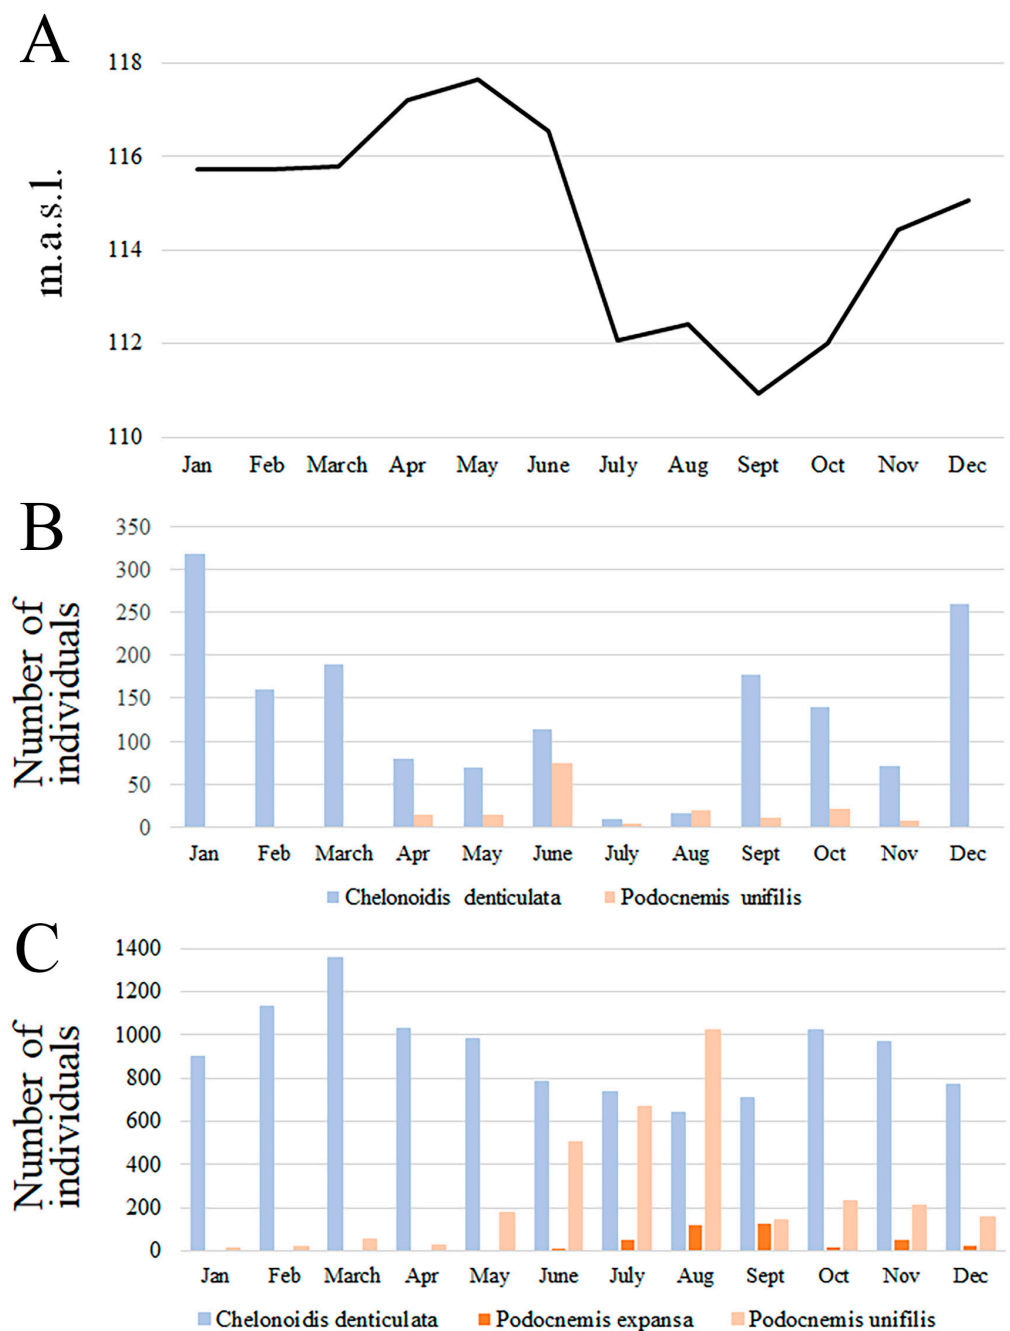 A
118
116
114
112
110
m.a.s.l.
Jan Feb March Apr May June July Aug Sept Oct Nov Dec
B
350
300
250
200
150
100
50
0
Number of
individuals
Jan Feb March Apr May June July Aug Sept Oct Nov Dec
Chelonoidis denticulata Podocnemis unifilis
C
1400
1200
1000
800
600
400
200
0
Number of
individuals
Jan Feb March Apr May June July Aug Sept Oct Nov Dec
Chelonoidis denticulata Podocnemis expansa Podocnemis unifilis